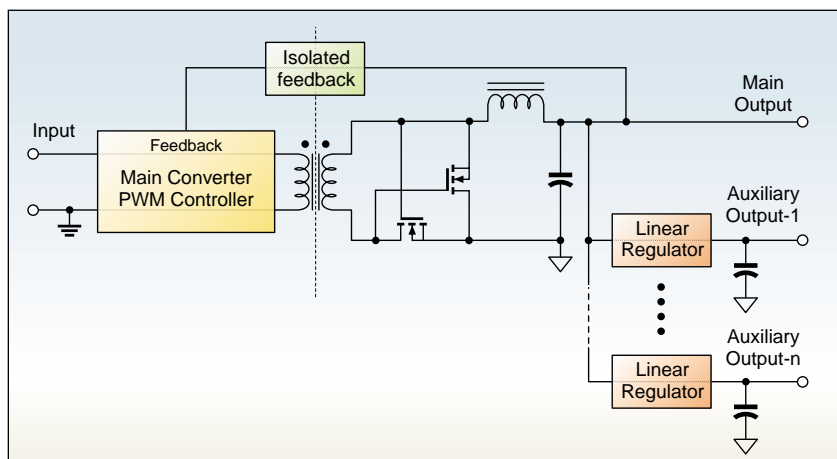 Isolated
feedback
Main
Output
Input
Feedback
Main Converter
PWM Controller
Auxiliary
Output-1
Linear
Regulator
Auxiliary
Output-n
Linear
Regulator